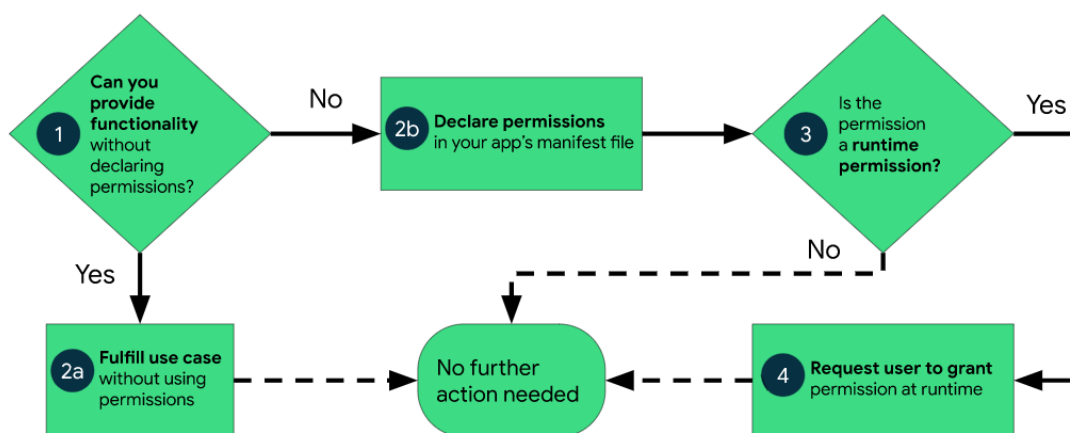 1
Can you
provide
functionality
without
declaring
permissions?
No
2b
Declare permissions
in your app's manifest file
3
Is the
permission
a runtime
permission?
Yes
Yes
No
2a
Fulfill use case
without using
permissions
No further
action needed
4
Request user to grant
permission at runtime